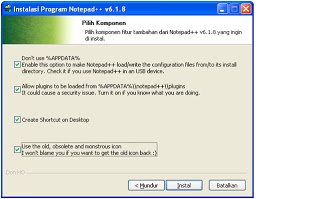 Instalasi Program Notepad++ v6.1.8
Pilih Komponen
Pilih komponen fitur tambahan dari Notepad++ v6.1.8 yang ingin
di instal.
Don't use %APPDATA%
Enable this option to make Notepad++ load/write the configuration files from/to its install
directory. Check it if you use Notepad++ in an USB device.
Allow plugins to be loaded from %APPDATA%\\notepad++\\plugins
It could cause a security issue. Turn it on if you know what you are doing.
Create Shortcut on Desktop
Use the old, obsolete and monstrous icon
I won't blame you if you want to get the old icon back :)
Don HO
< Mundur
Instal
Batalkan